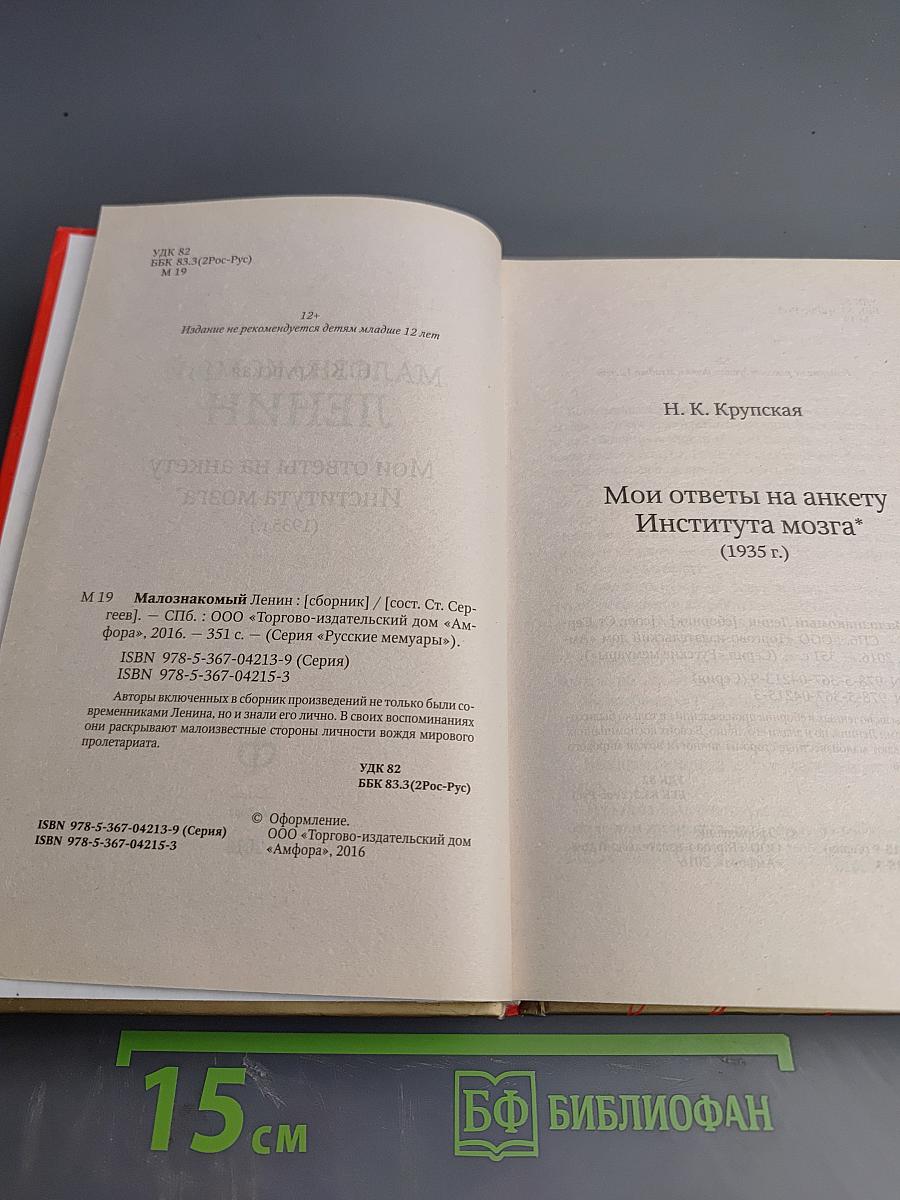 УДК 82
ББК 83.3(2Рос-Рус)
М 19
12+
Издание не рекомендуется детям младше 12 лет
М 19 Малознакомый Ленин : [сборник] / [сост. Ст. Сер-
геев]. — СПб. : ООО «Торгово-издательский дом «Ам-
фора», 2016. — 351 с. — (Серия «Русские мемуары»).
ISBN 978-5-367-04213-9 (Серия)
ISBN 978-5-367-04215-3
Авторы включенных в сборник произведений не только были со-
временниками Ленина, но и знали его лично. В своих воспоминаниях
они раскрывают малоизвестные стороны личности вождя мирового
пролетариата.
УДК 82
ББК 83.3(2Рос-Рус)
ISBN 978-5-367-04213-9 (Серия)
ISBN 978-5-367-04215-3
© Оформление.
ООО «Торгово-издательский дом
«Амфора», 2016
Н. К. Крупская
Мои ответы на анкету
Института мозга*
(1935 г.)
15 см
БФ БИБЛИОФАН